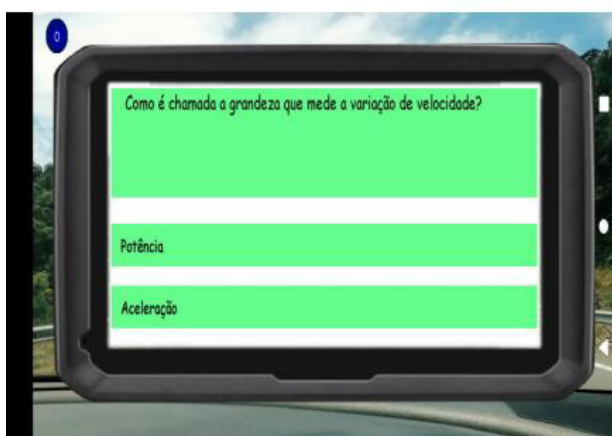 0
Como é chamada a grandeza que mede a variação de velocidade?
Potência
Aceleração